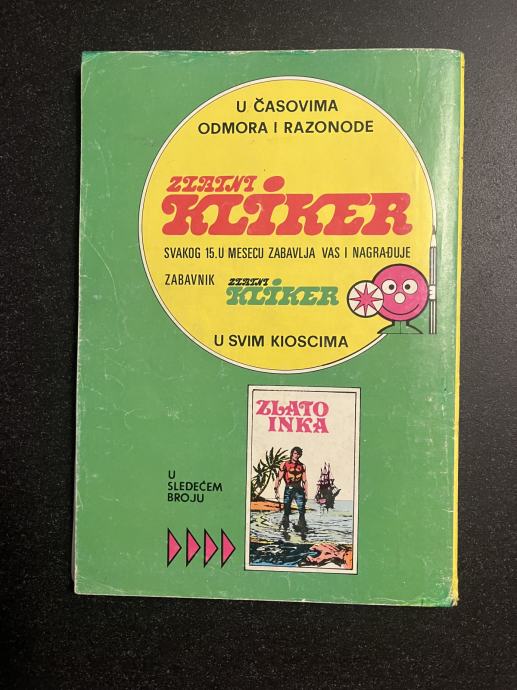 U ČASOVIMA
ODMORA I RAZONODE
ZLATNI
KLIKER
SVAKOG 15. U MESECU ZABAVLJA VAS I NAGRAĐUJE
ZABAVNIK ZLATNI KLIKER
U SVIM KIOSCIMA
ZLATO
INKA
U
SLEDEĆEM
BROJU